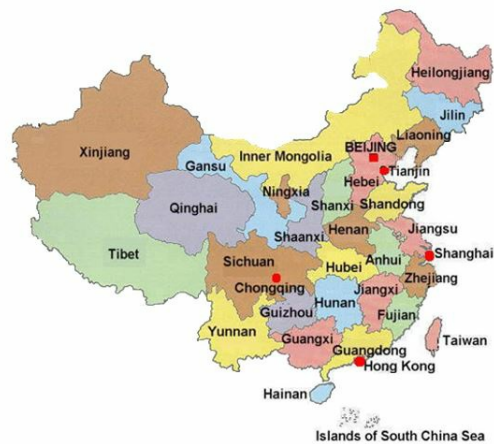 Heilongjiang
Jilin
Liaoning
Inner Mongolia
BEIJING
Tianjin
Hebei
Xinjiang
Gansu
Ningxia
Shanxi
Shandong
Qinghai
Shaanxi
Henan
Jiangsu
Tibet
Sichuan
Hubei
Anhui
Shanghai
Chongqing
Zhejiang
Hunan
Jiangxi
Guizhou
Fujian
Yunnan
Guangxi
Guangdong
Taiwan
Hong Kong
Hainan
Islands of South China Sea